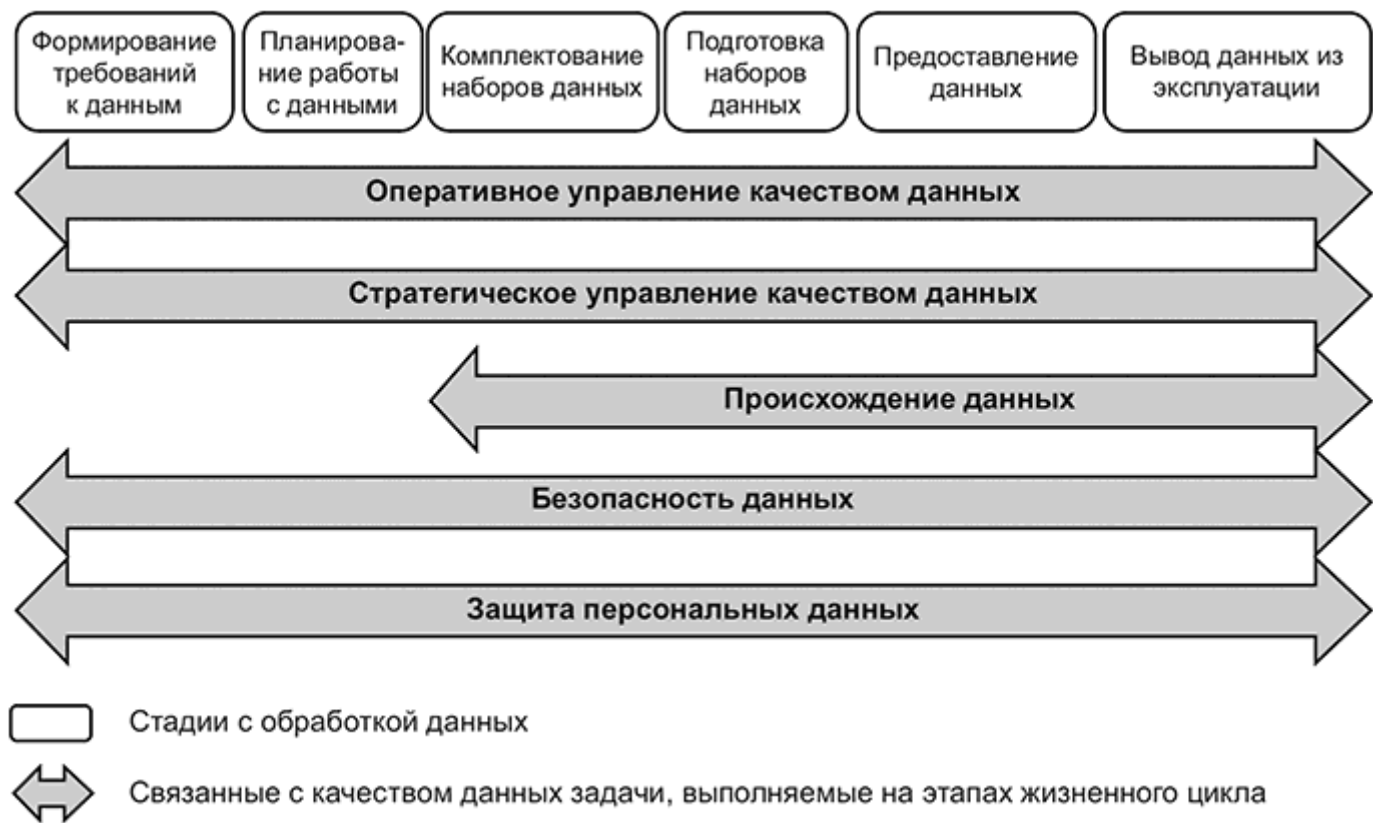 Формирование
требований
к данным
Планирова-
ние работы
с данными
Комплектование
наборов данных
Подготовка
наборов
данных
Предоставление
данных
Вывод данных из
эксплуатации
Оперативное управление качеством данных
Стратегическое управление качеством данных
Происхождение данных
Безопасность данных
Защита персональных данных
Стадии с обработкой данных
Связанные с качеством данных задачи, выполняемые на этапах жизненного цикла